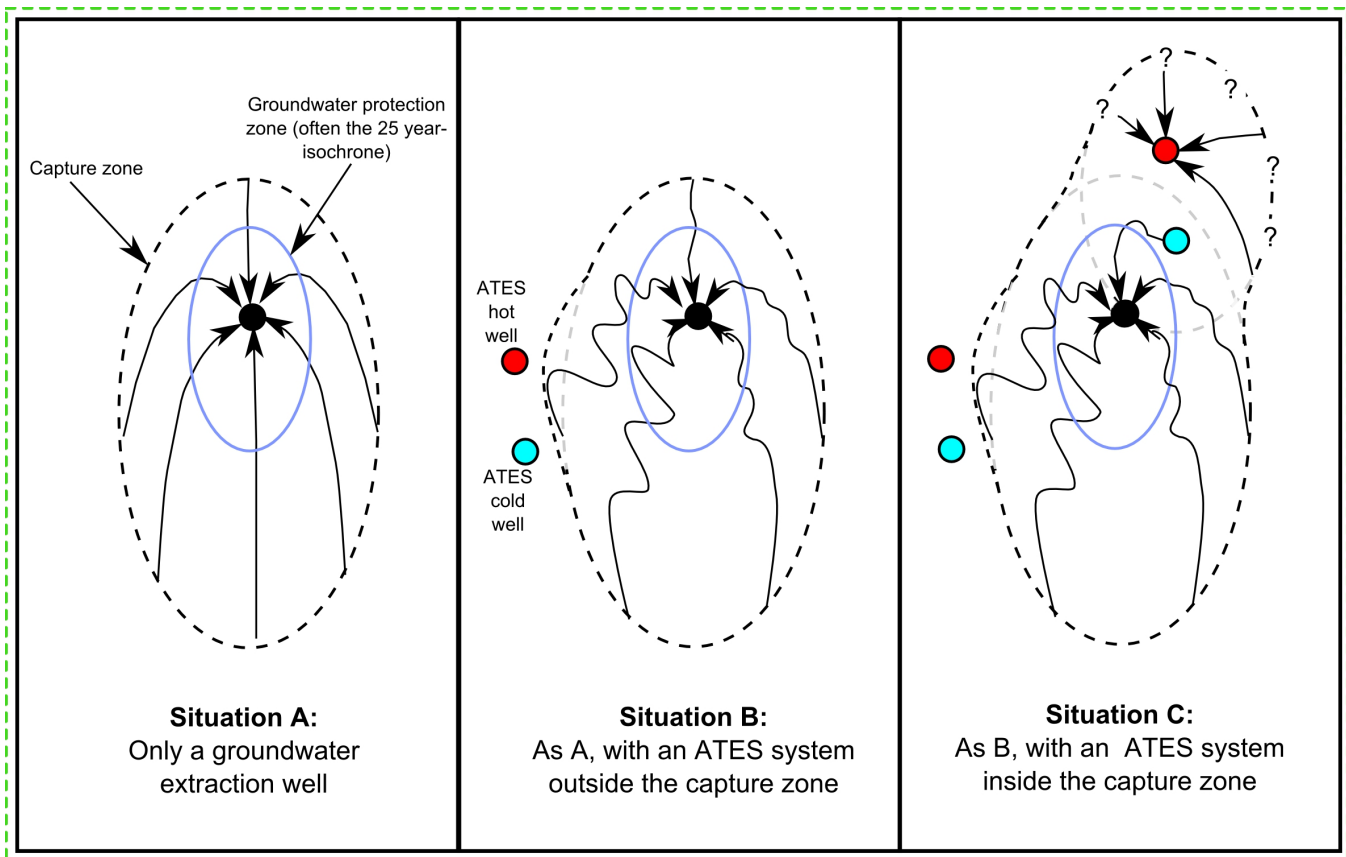 Groundwater protection
zone (often the 25 year-
isochrone)
Capture zone
Situation A:
Only a groundwater
extraction well
ATES
hot
well
ATES
cold
well
Situation B:
As A, with an ATES system
outside the capture zone
?
?
?
?
?
Situation C:
As B, with an ATES system
inside the capture zone